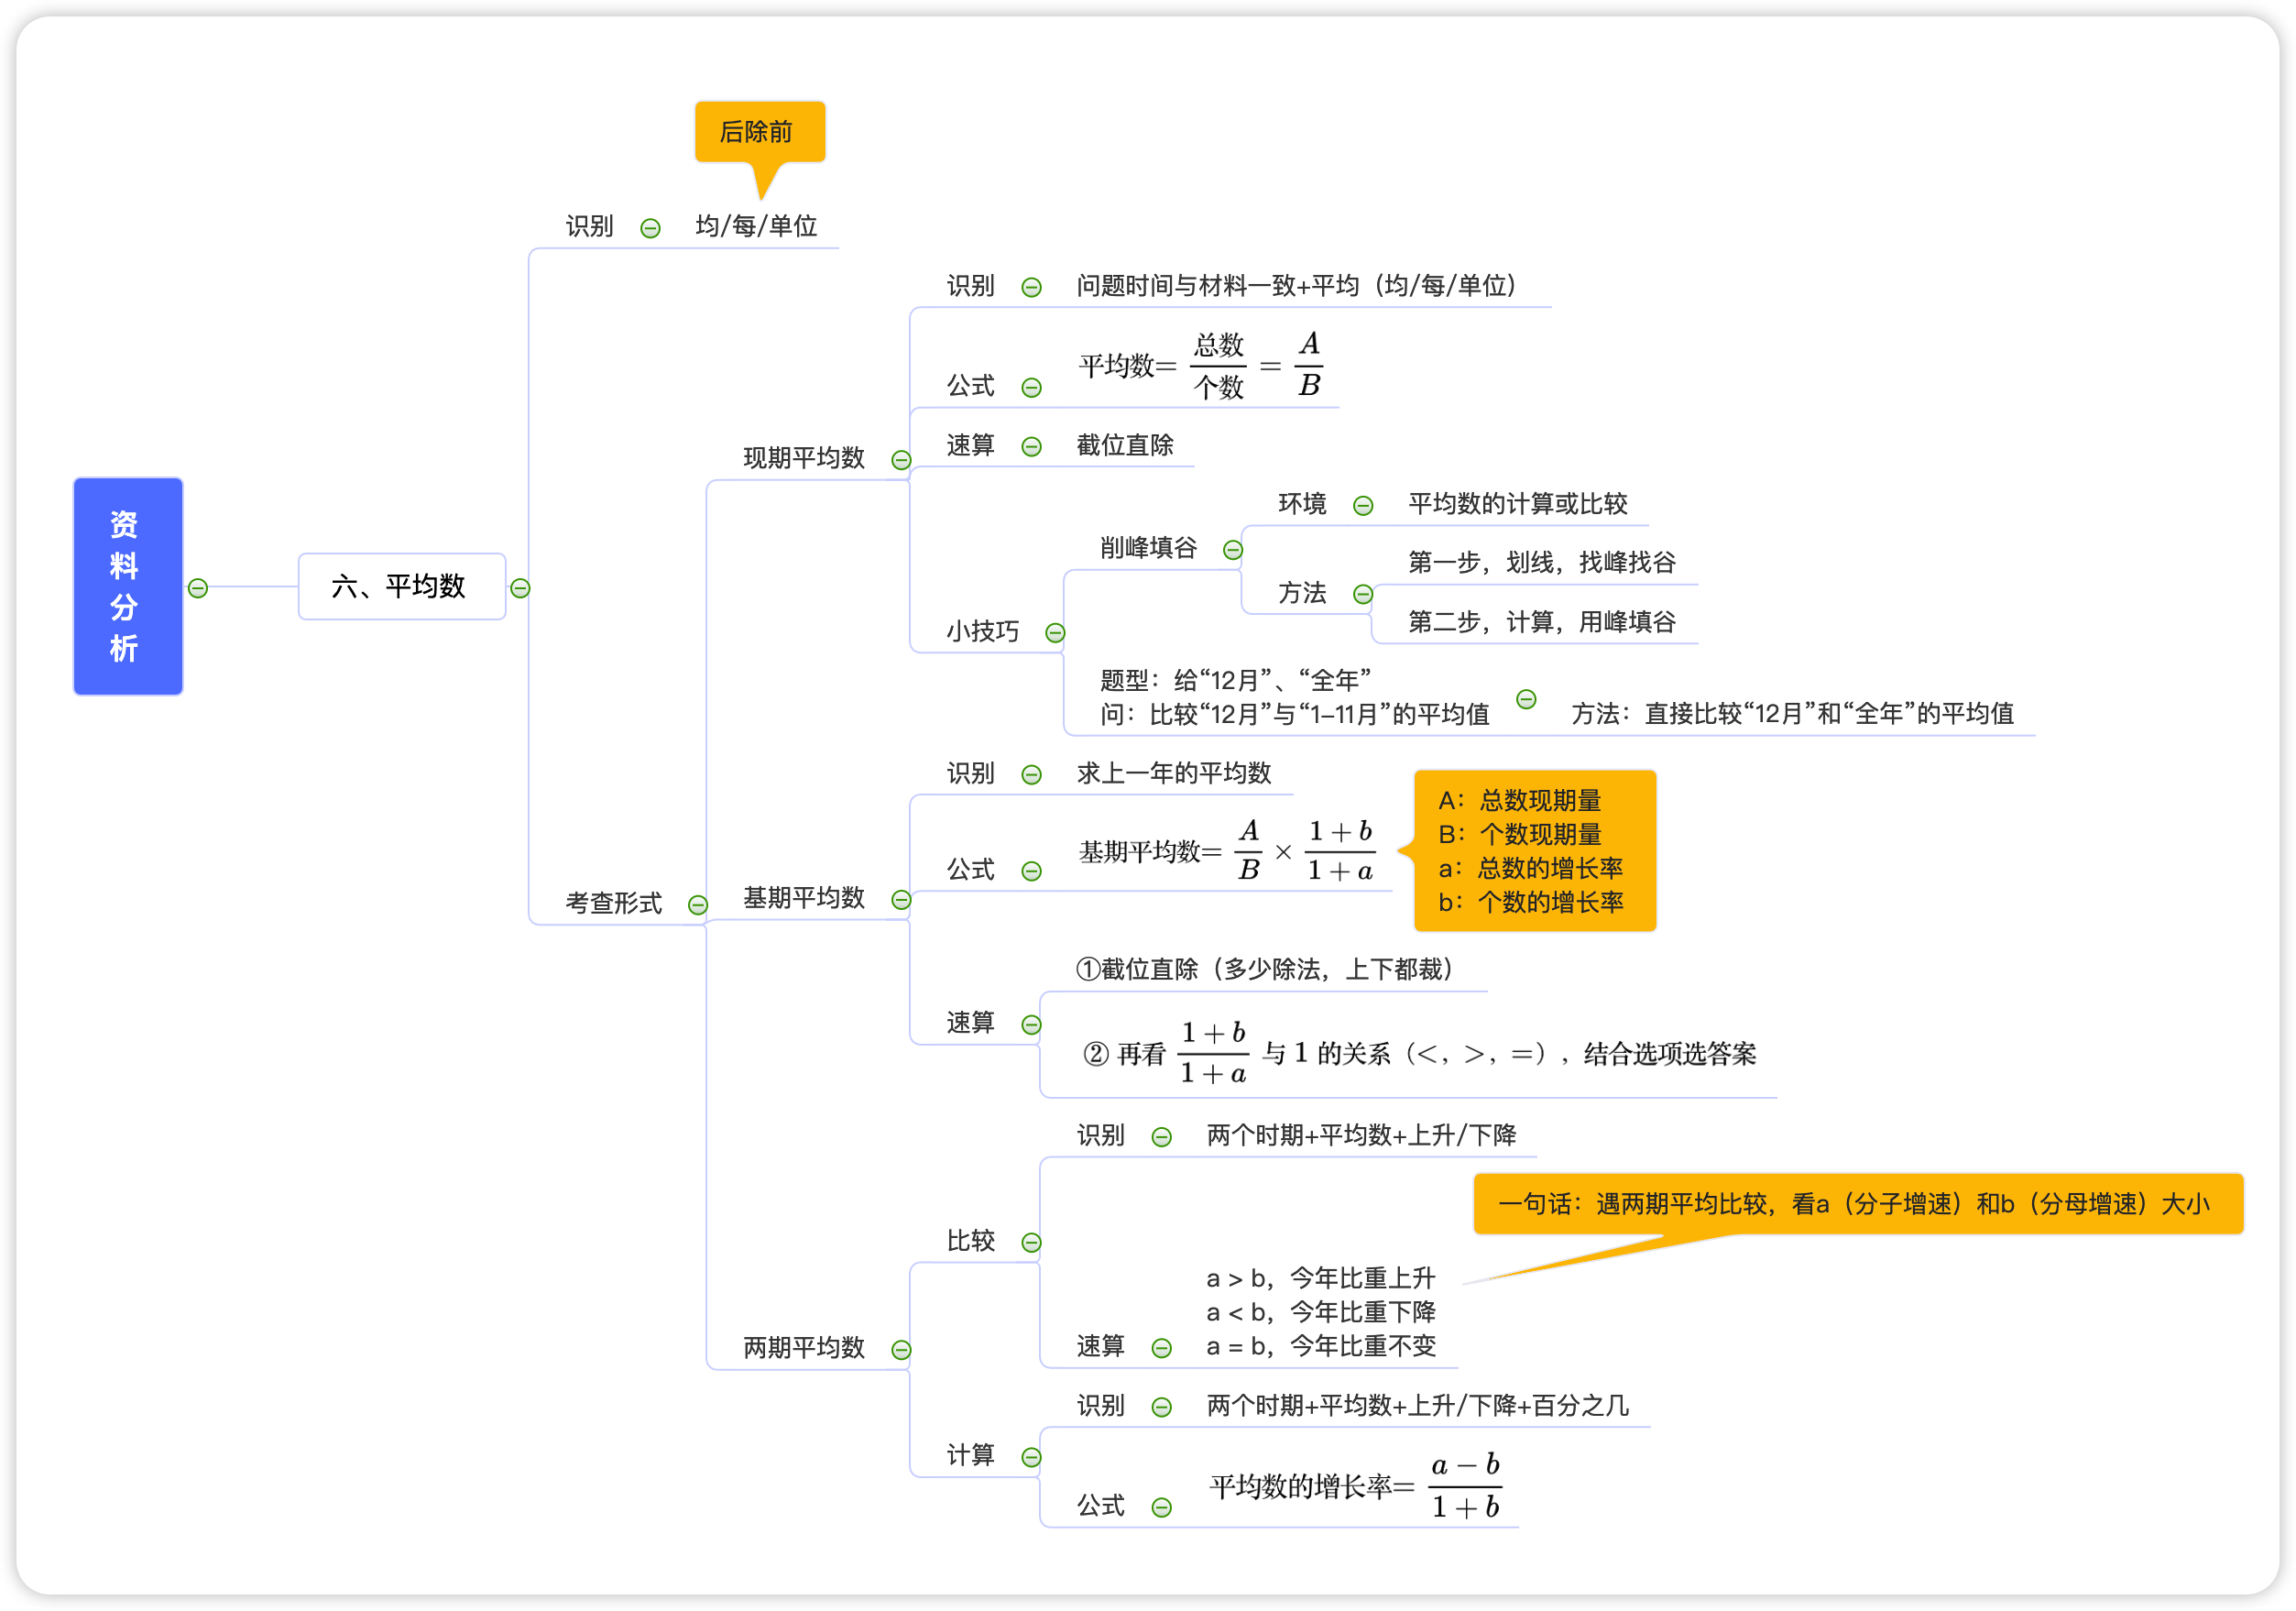 资
料
分
析
六、平均数
后除前
识别
均/每/单位
考查形式
现期平均数
识别
问题时间与材料一致+平均（均/每/单位）
公式
平均数= 总数/个数 = A/B
速算
截位直除
小技巧
削峰填谷
环境
平均数的计算或比较
方法
第一步，划线，找峰找谷
第二步，计算，用峰填谷
题型：给“12月”、“全年”
问：比较“12月”与“1–11月”的平均值
方法：直接比较“12月”和“全年”的平均值
基期平均数
识别
求上一年的平均数
公式
基期平均数= A/B × (1 + b)/(1 + a)
A：总数现期量
B：个数现期量
a：总数的增长率
b：个数的增长率
速算
①截位直除（多少除法，上下都裁）
② 再看 (1 + b)/(1 + a) 与 1 的关系（<，>，=），结合选项选答案
两期平均数
比较
识别
两个时期+平均数+上升/下降
速算
a > b，今年比重上升
a < b，今年比重下降
a = b，今年比重不变
一句话：遇两期平均比较，看a（分子增速）和b（分母增速）大小
计算
识别
两个时期+平均数+上升/下降+百分之几
公式
平均数的增长率= (a − b)/(1 + b)